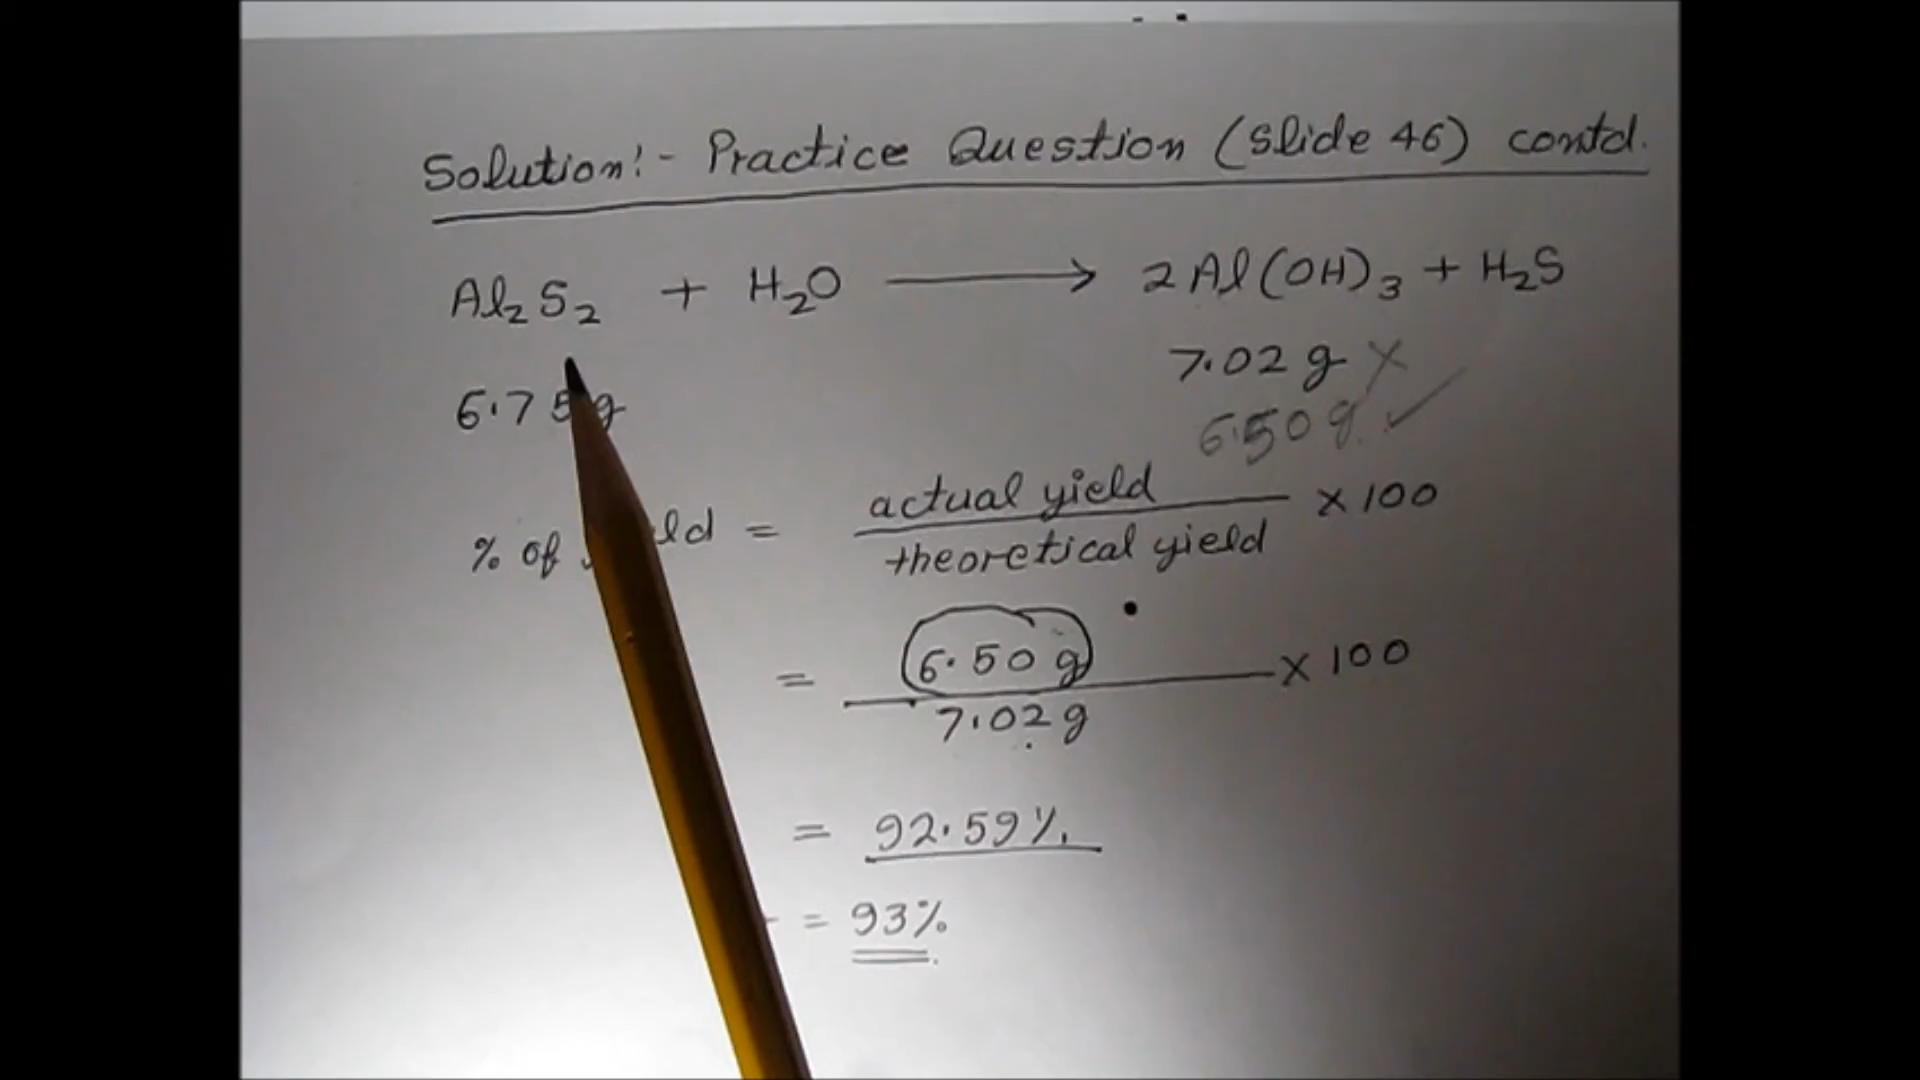 Solution:- Practice Question (Slide 46) contd.
Al₂S₂ + H₂O ⟶ 2Al(OH)₃ + H₂S
6.75g 7.02 g X
6.50 g ✓
% of = actual yield / theoretical yield × 100
= 6.50 g / 7.02 g × 100
= 92.59%
= 93%